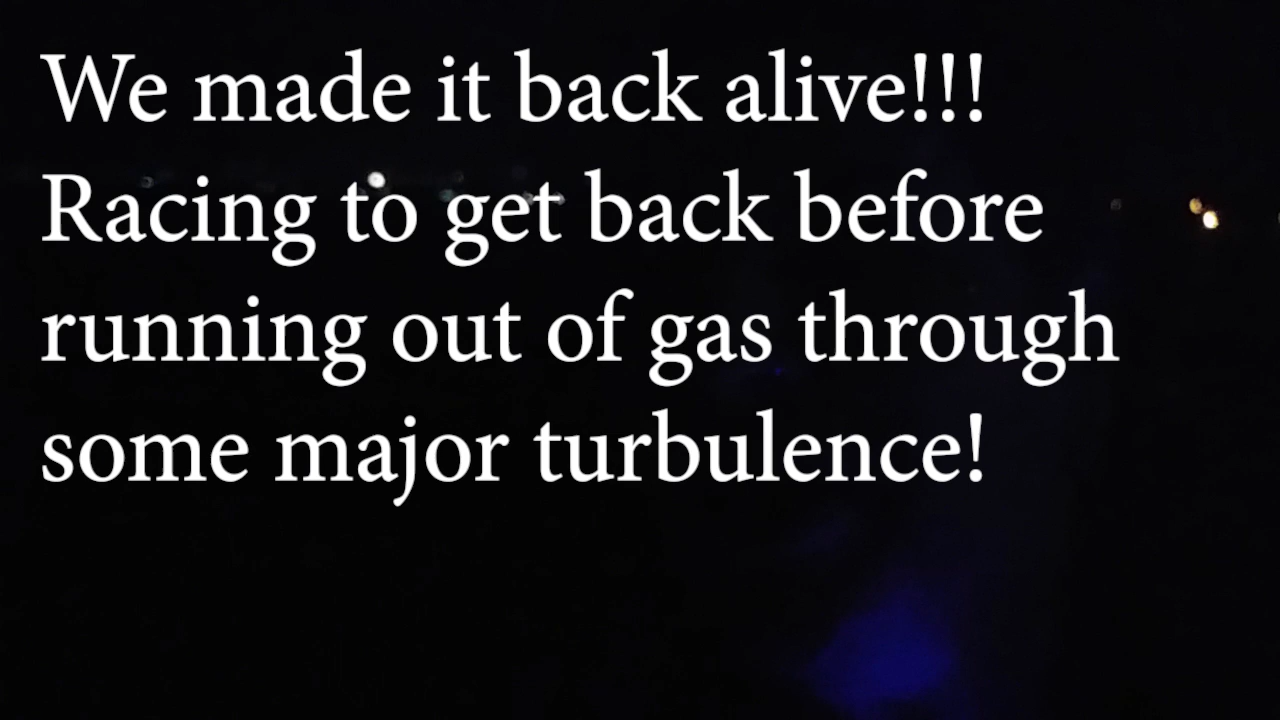 We made it back alive!!!
Racing to get back before
running out of gas through
some major turbulence!